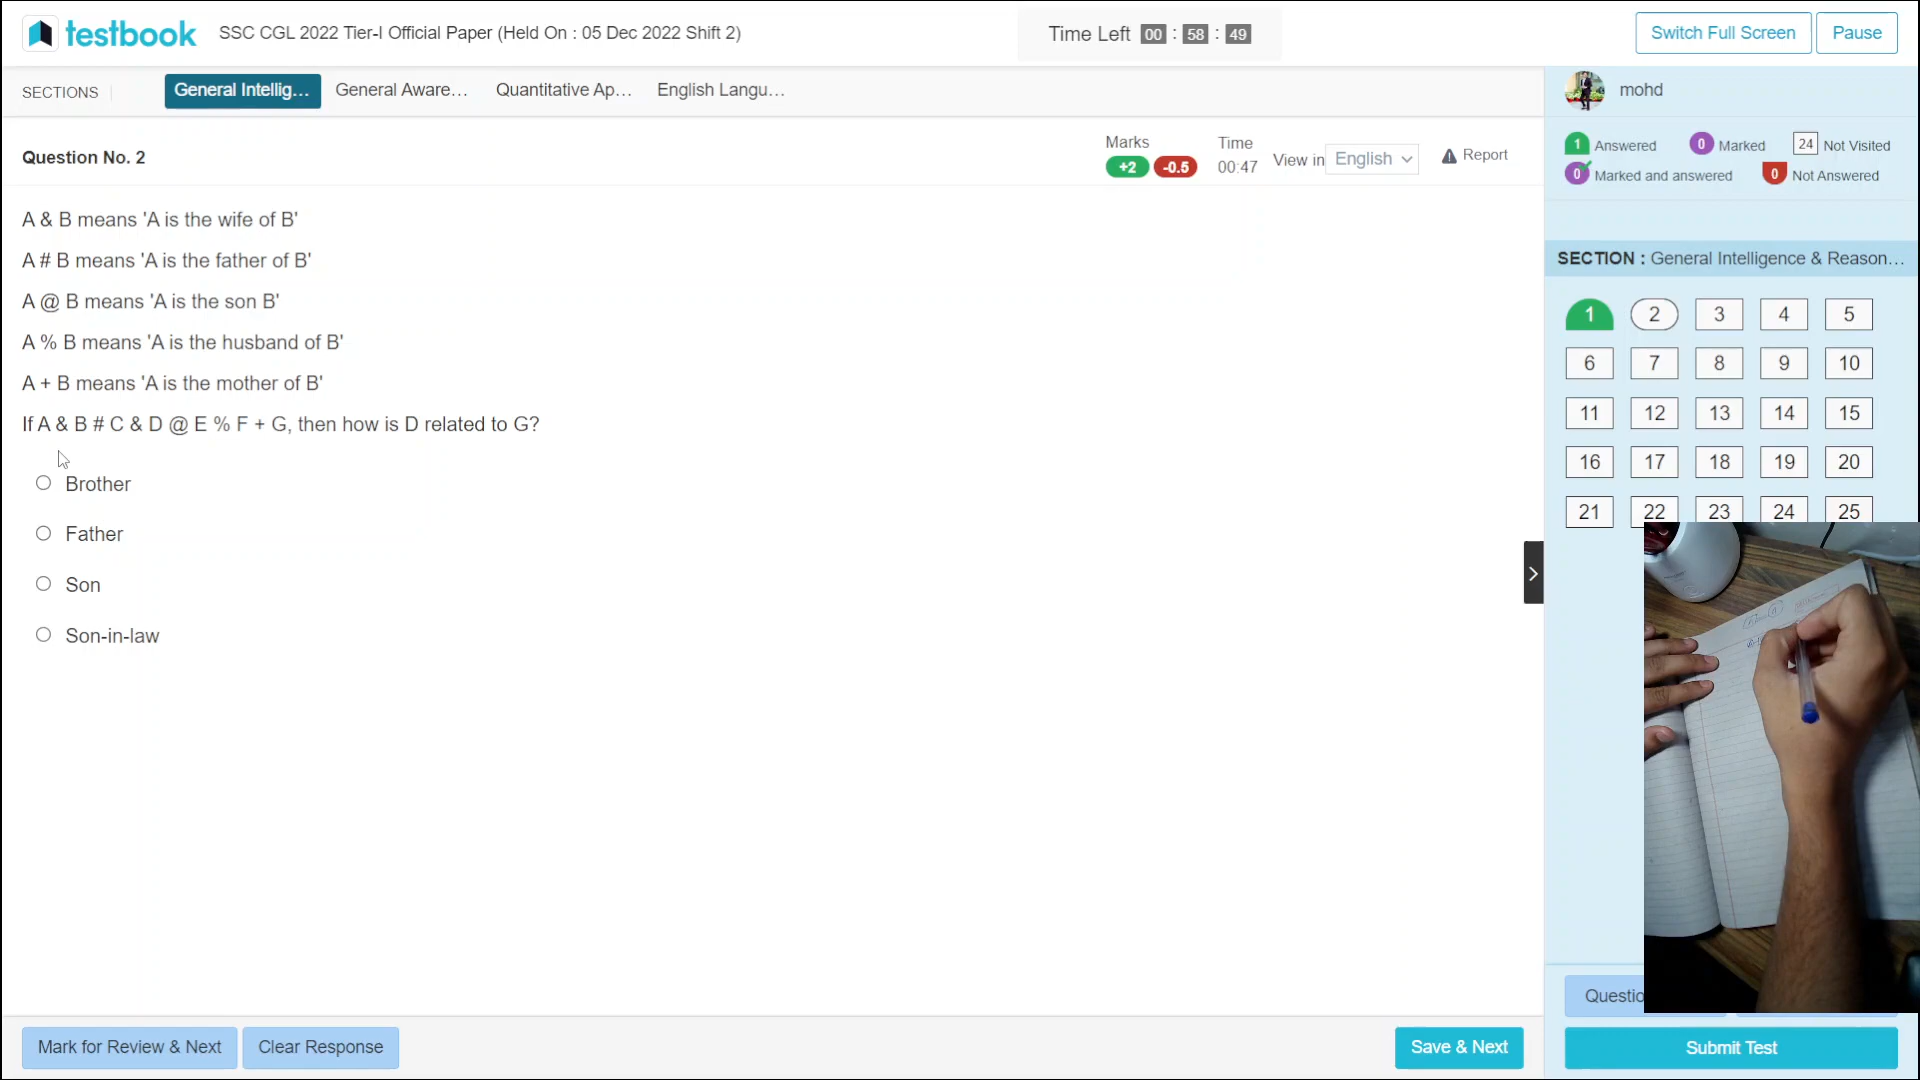 testbook
SSC CGL 2022 Tier-I Official Paper (Held On : 05 Dec 2022 Shift 2)
Time Left 00 : 58 : 49
Switch Full Screen
Pause
SECTIONS
General Intellig...
General Aware...
Quantitative Ap...
English Langu...
mohd
Question No. 2
Marks
+2 -0.5
Time
00:47
View in English
Report
1 Answered
0 Marked
24 Not Visited
0 Marked and answered
0 Not Answered
A & B means 'A is the wife of B'
A # B means 'A is the father of B'
A @ B means 'A is the son B'
A % B means 'A is the husband of B'
A + B means 'A is the mother of B'
If A & B # C & D @ E % F + G, then how is D related to G?
Brother
Father
Son
Son-in-law
SECTION : General Intelligence & Reason...
1 2 3 4 5
6 7 8 9 10
11 12 13 14 15
16 17 18 19 20
21 22 23 24 25
Mark for Review & Next
Clear Response
Save & Next
Submit Test